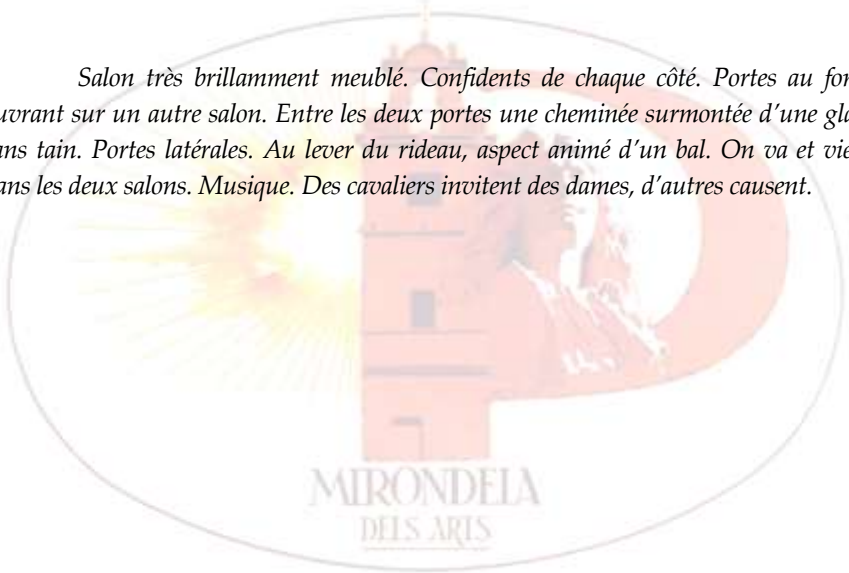 Salon très brillamment meublé. Confidents de chaque côté. Portes au for
uvrant sur un autre salon. Entre les deux portes une cheminée surmontée d'une gla
ans tain. Portes latérales. Au lever du rideau, aspect animé d'un bal. On va et vie
ans les deux salons. Musique. Des cavaliers invitent des dames, d'autres causent.
MIRONDELA
DELS ARTS